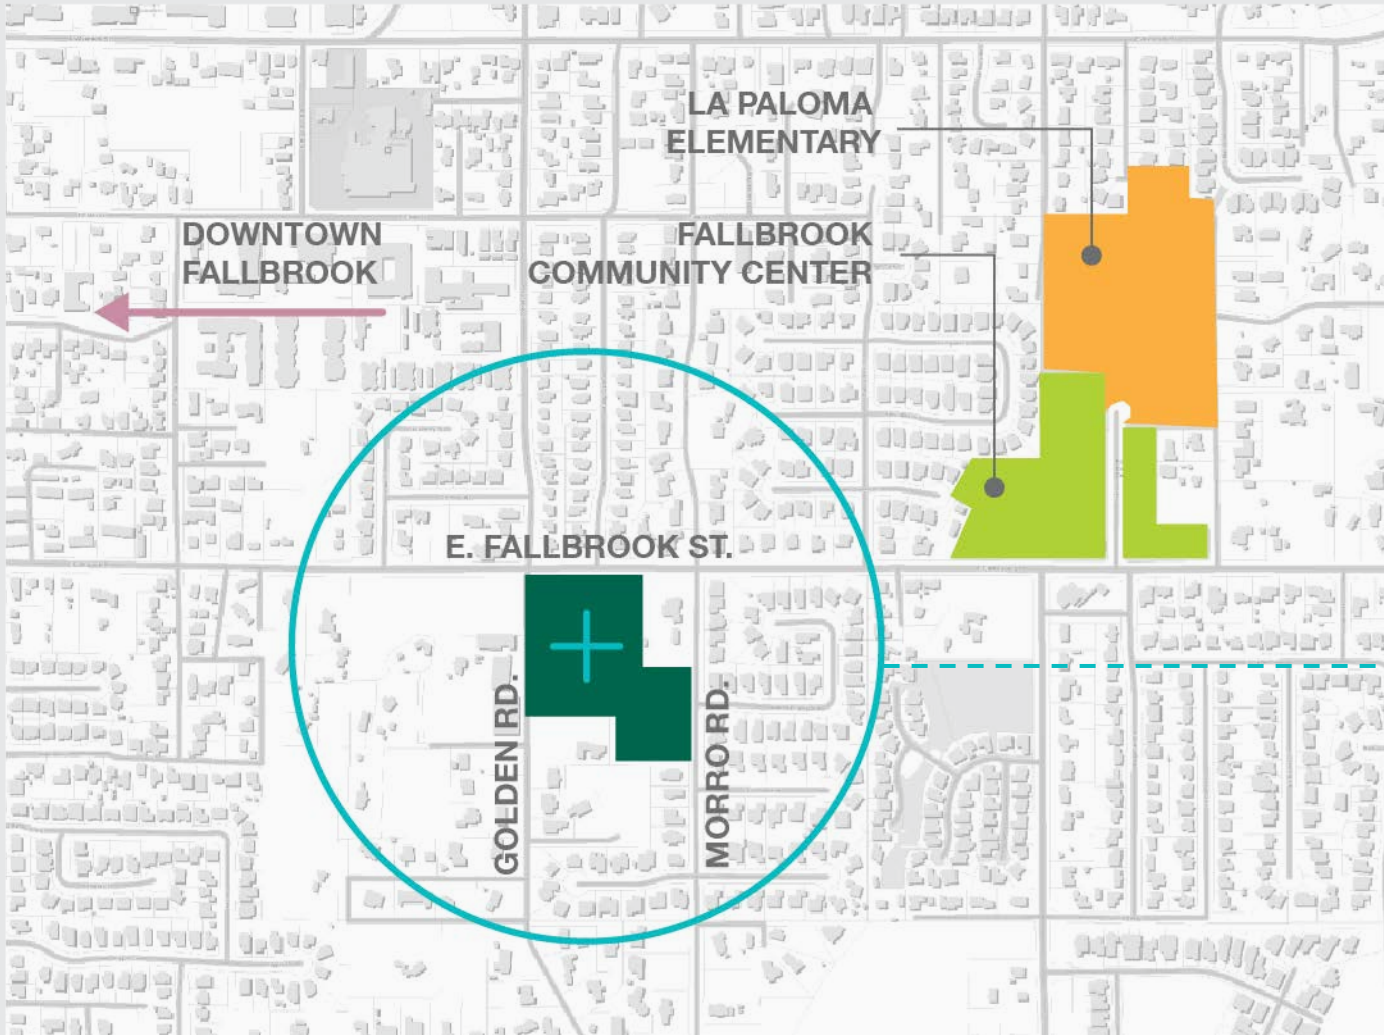 LA PALOMA
ELEMENTARY
DOWNTOWN
FALLBROOK
FALLBROOK
COMMUNITY CENTER
E. FALLBROOK ST.
GOLDEN RD.
MORRO RD.